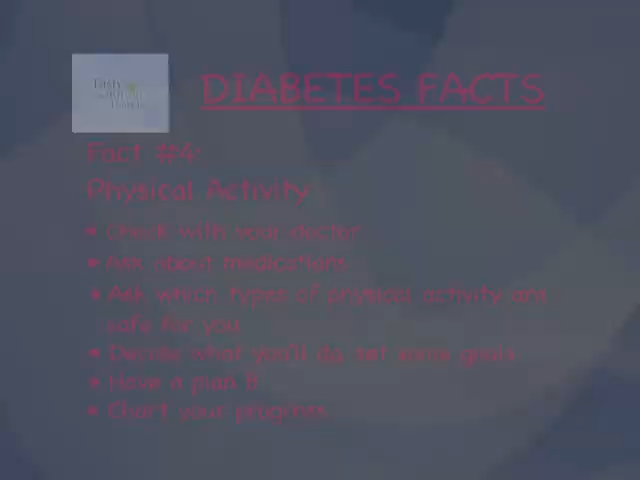 DIABETES FACTS
Fact #4:
Physical Activity
• Check with your doctor
• Ask about medications
• Ask which types of physical activity are
safe for you
• Decide what you'll do, set some goals
• Have a plan B
• Chart your progress